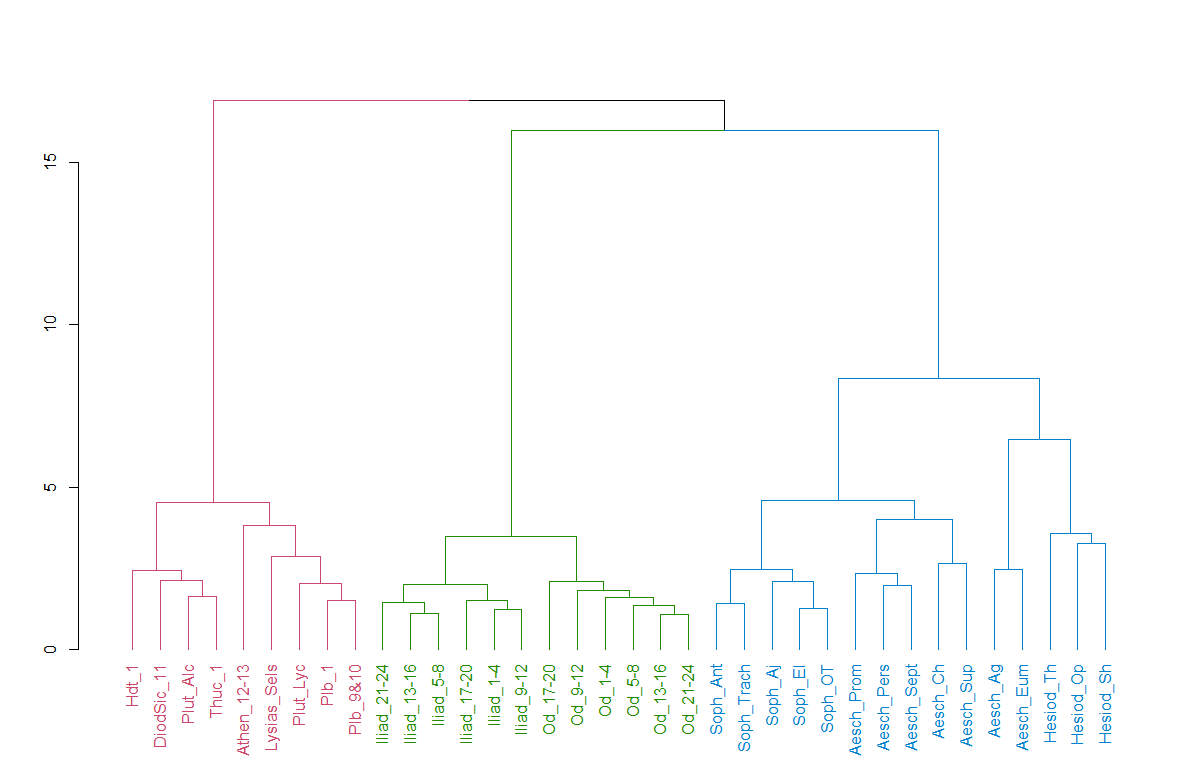 15
10
5
0
Hdt_1
DiodSic_11
Plut_Alc
Thuc_1
Athen_12-13
Lysias_Sels
Plut_Lyc
Plb_1
Plb_9&10
Iliad_21-24
Iliad_13-16
Iliad_5-8
Iliad_17-20
Iliad_1-4
Iliad_9-12
Od_17-20
Od_9-12
Od_1-4
Od_5-8
Od_13-16
Od_21-24
Soph_Ant
Soph_Trach
Soph_Aj
Soph_El
Soph_OT
Aesch_Prom
Aesch_Pers
Aesch_Sept
Aesch_Ch
Aesch_Sup
Aesch_Ag
Aesch_Eum
Hesiod_Th
Hesiod_Op
Hesiod_Sh